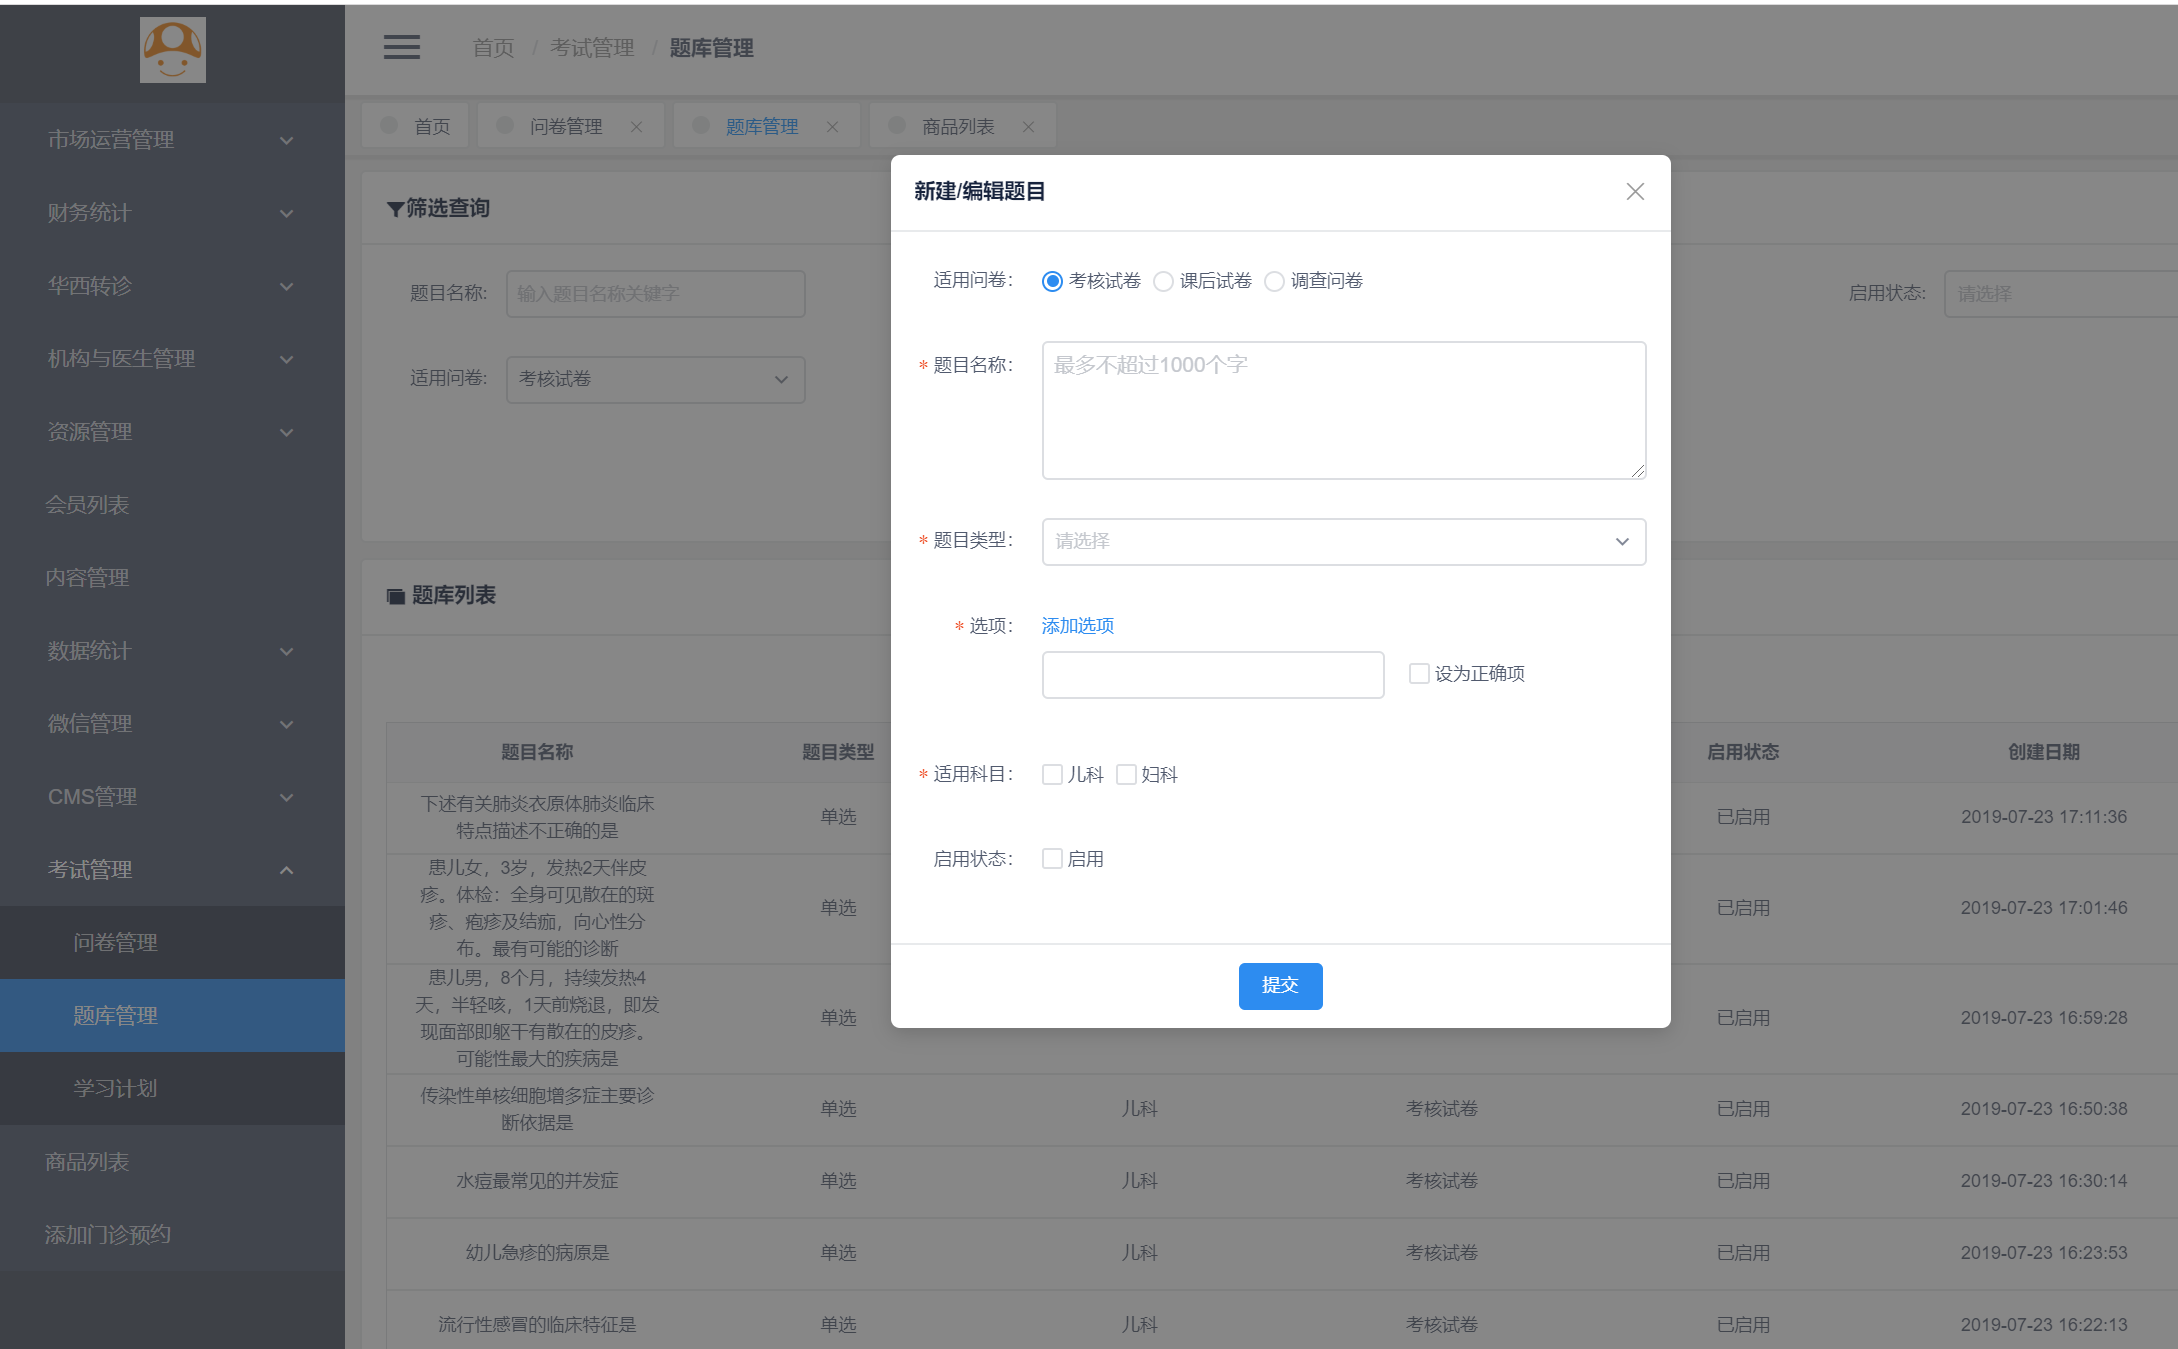 首页 / 考试管理 / 题库管理
首页
问卷管理
题库管理
商品列表
市场运营管理
财务统计
华西转诊
机构与医生管理
资源管理
会员列表
内容管理
数据统计
微信管理
CMS管理
考试管理
问卷管理
题库管理
学习计划
商品列表
添加门诊预约
筛选查询
题目名称:
输入题目名称关键字
启用状态:
请选择
适用问卷:
考核试卷
题库列表
题目名称 题目类型 启用状态 创建日期
下述有关肺炎衣原体肺炎临床
特点描述不正确的是
单选 已启用 2019-07-23 17:11:36
患儿女，3岁，发热2天伴皮
疹。体检：全身可见散在的斑
疹、疱疹及结痂，向心性分
布。最有可能的诊断
单选 已启用 2019-07-23 17:01:46
患儿男，8个月，持续发热4
天，半轻咳，1天前烧退，即发
现面部即躯干有散在的皮疹。
可能性最大的疾病是
单选 已启用 2019-07-23 16:59:28
传染性单核细胞增多症主要诊
断依据是
单选 儿科 考核试卷 已启用 2019-07-23 16:50:38
水痘最常见的并发症 单选 儿科 考核试卷 已启用 2019-07-23 16:30:14
幼儿急疹的病原是 单选 儿科 考核试卷 已启用 2019-07-23 16:23:53
流行性感冒的临床特征是 单选 儿科 考核试卷 已启用 2019-07-23 16:22:13
新建/编辑题目
适用问卷： 考核试卷 课后试卷 调查问卷
* 题目名称： 最多不超过1000个字
* 题目类型： 请选择
* 选项： 添加选项
设为正确项
* 适用科目： 儿科 妇科
启用状态： 启用
提交